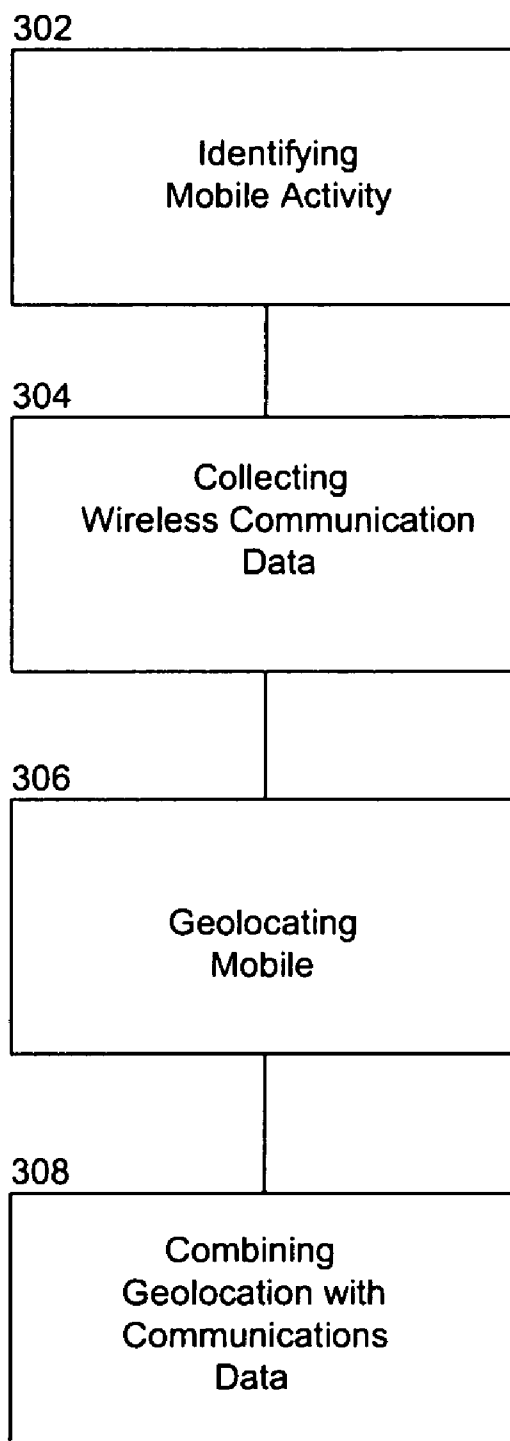 302
Identifying
Mobile Activity
304
Collecting
Wireless Communication
Data
306
Geolocating
Mobile
308
Combining
Geolocation with
Communications
Data